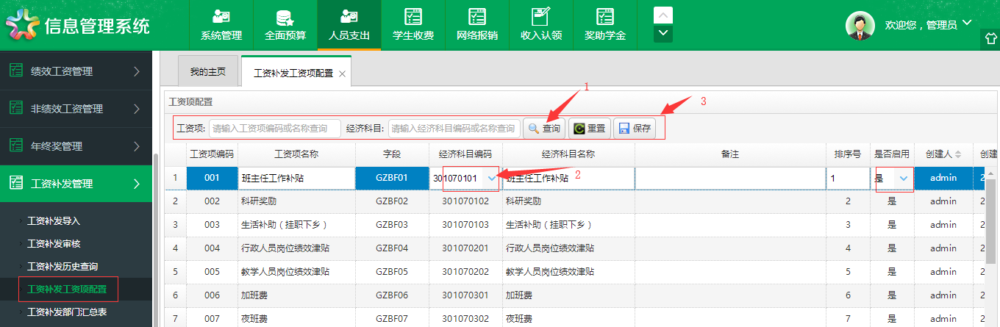 信息管理系统
系统管理 全面预算 人员支出 学生收费 网络报销 收入认领 奖助学金
欢迎您，管理员
绩效工资管理
非绩效工资管理
年终奖管理
工资补发管理
工资补发导入
工资补发审核
工资补发历史查询
工资补发工资项配置
工资补发部门汇总表
我的主页 工资补发工资项配置
1
工资项配置
3
工资项: 请输入工资项编码或名称查询 经济科目: 请输入经济科目编码或名称查询 查询 重置 保存
工资项编码 工资项名称 字段 经济科目编码 经济科目名称 备注 排序号 是否启用 创建人 创建
1 001 班主任工作补贴 GZBF01 301070101 2 班主任工作补贴 1 是 admin 2
2 002 科研奖励 GZBF02 301070102 科研奖励 2 是 admin 2
3 003 生活补助（挂职下乡） GZBF03 301070103 生活补助（挂职下乡） 3 是 admin 2
4 004 行政人员岗位绩效津贴 GZBF04 301070201 行政人员岗位绩效津贴 4 是 admin 2
5 005 教学人员岗位绩效津贴 GZBF05 301070202 教学人员岗位绩效津贴 5 是 admin 2
6 006 加班费 GZBF06 301070301 加班费 6 是 admin 2
7 007 夜班费 GZBF07 301070302 夜班费 7 是 admin 2